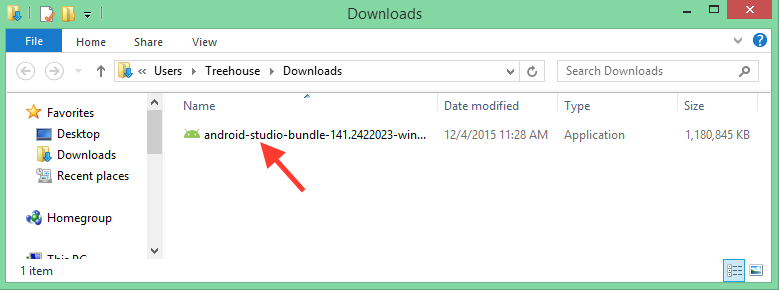 Downloads
File Home Share View
« Users Downloads Treehouse Downloads Search Downloads
Name Date modified Type Size
Favorites
Desktop
Downloads
Recent places
Homegroup
This PC
android-studio-bundle-141.2422023-win... 12/4/2015 11:28 AM Application 1,180,845 KB
1 item